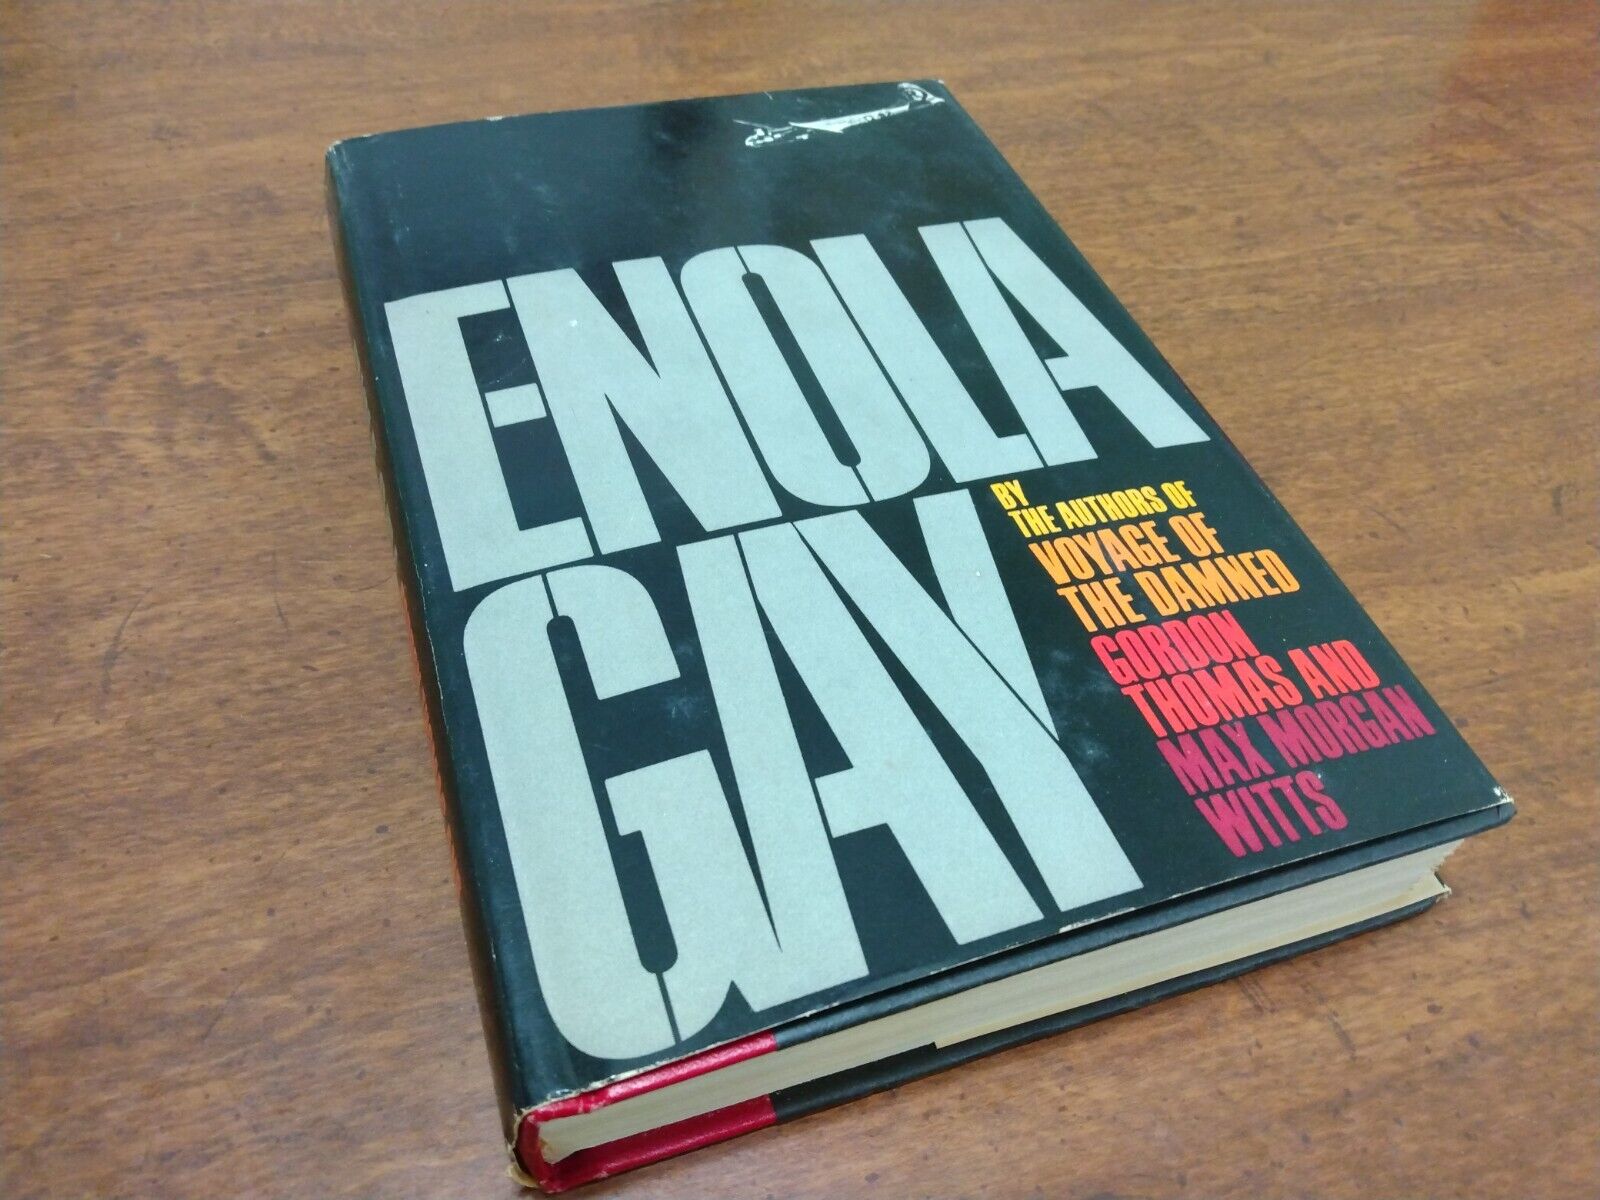 ENOLA
GAY
BY
THE AUTHORS OF
VOYAGE OF
THE DAMNED
GORDON
THOMAS AND
MAX MORGAN
WITTS